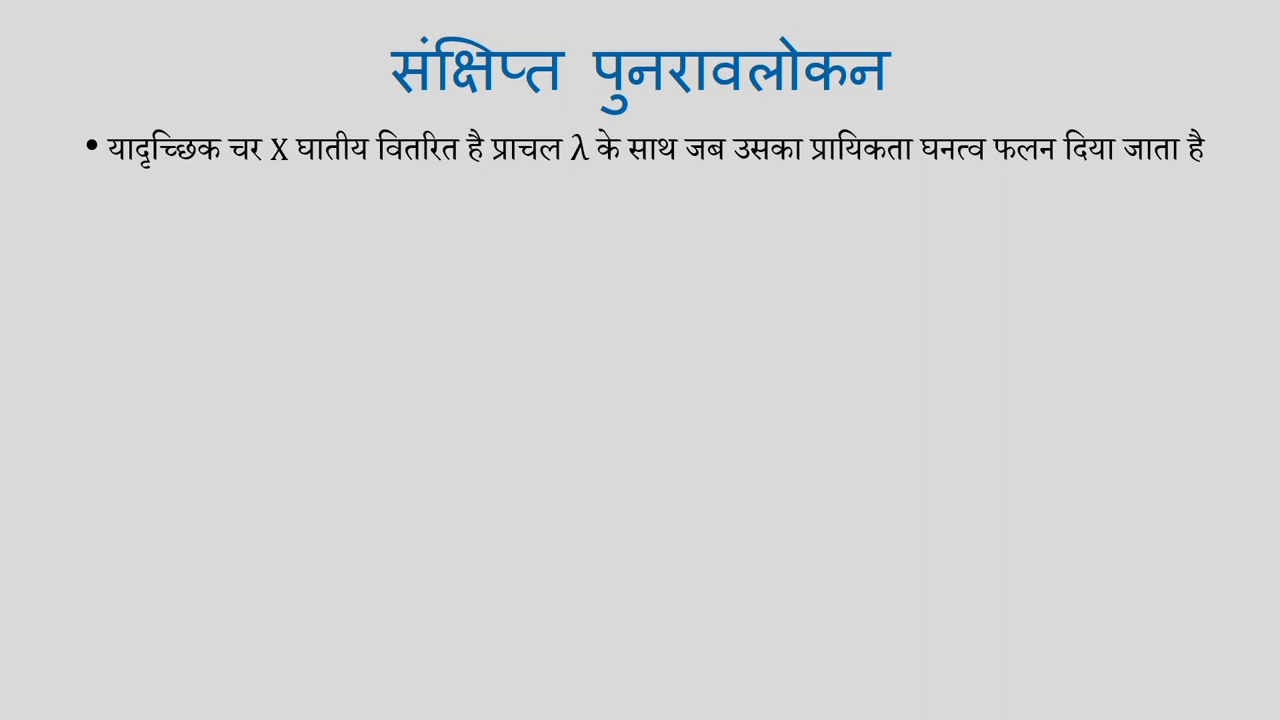 संक्षिप्त पुनरावलोकन
• यादृच्छिक चर X घातीय वितरित है प्राचल λ के साथ जब उसका प्रायिकता घनत्व फलन दिया जाता है